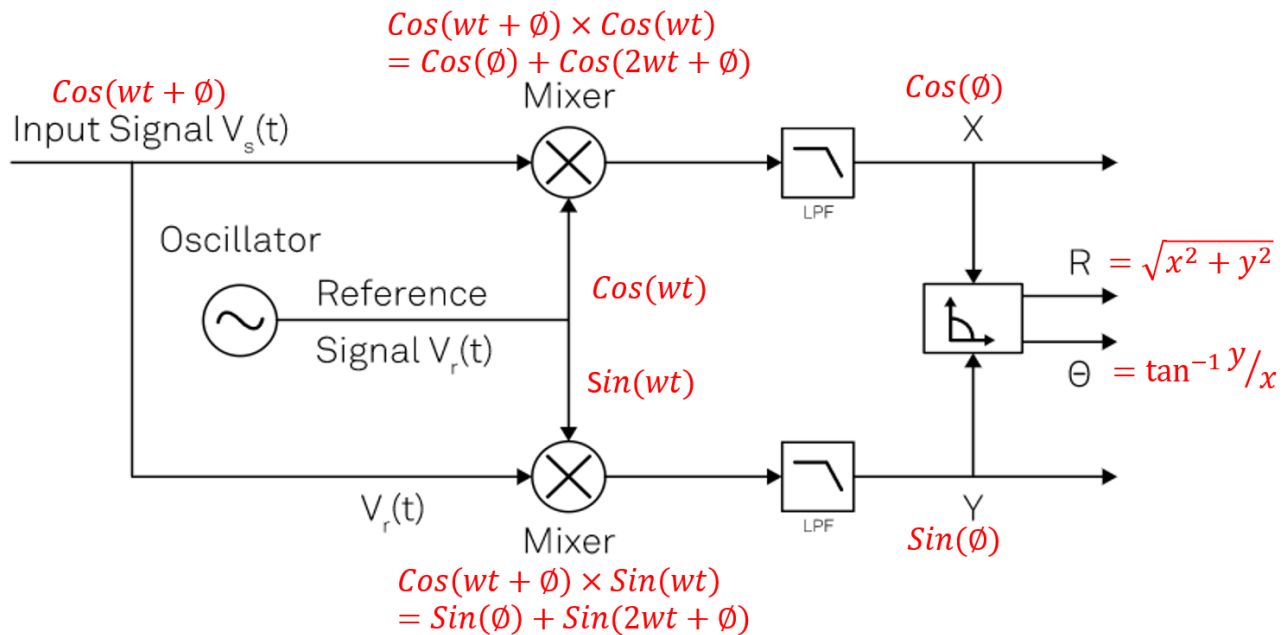 Cos(wt + ∅) × Cos(wt)
= Cos(∅) + Cos(2wt + ∅)
Mixer
Cos(wt + ∅)
Input Signal Vs(t)
Cos(∅)
X
LPF
Oscillator
Reference
Signal Vr(t)
Cos(wt)
Sin(wt)
R = √x² + y²
Θ = tan⁻¹ y/x
Vr(t)
LPF
Y
Sin(∅)
Mixer
Cos(wt + ∅) × Sin(wt)
= Sin(∅) + Sin(2wt + ∅)